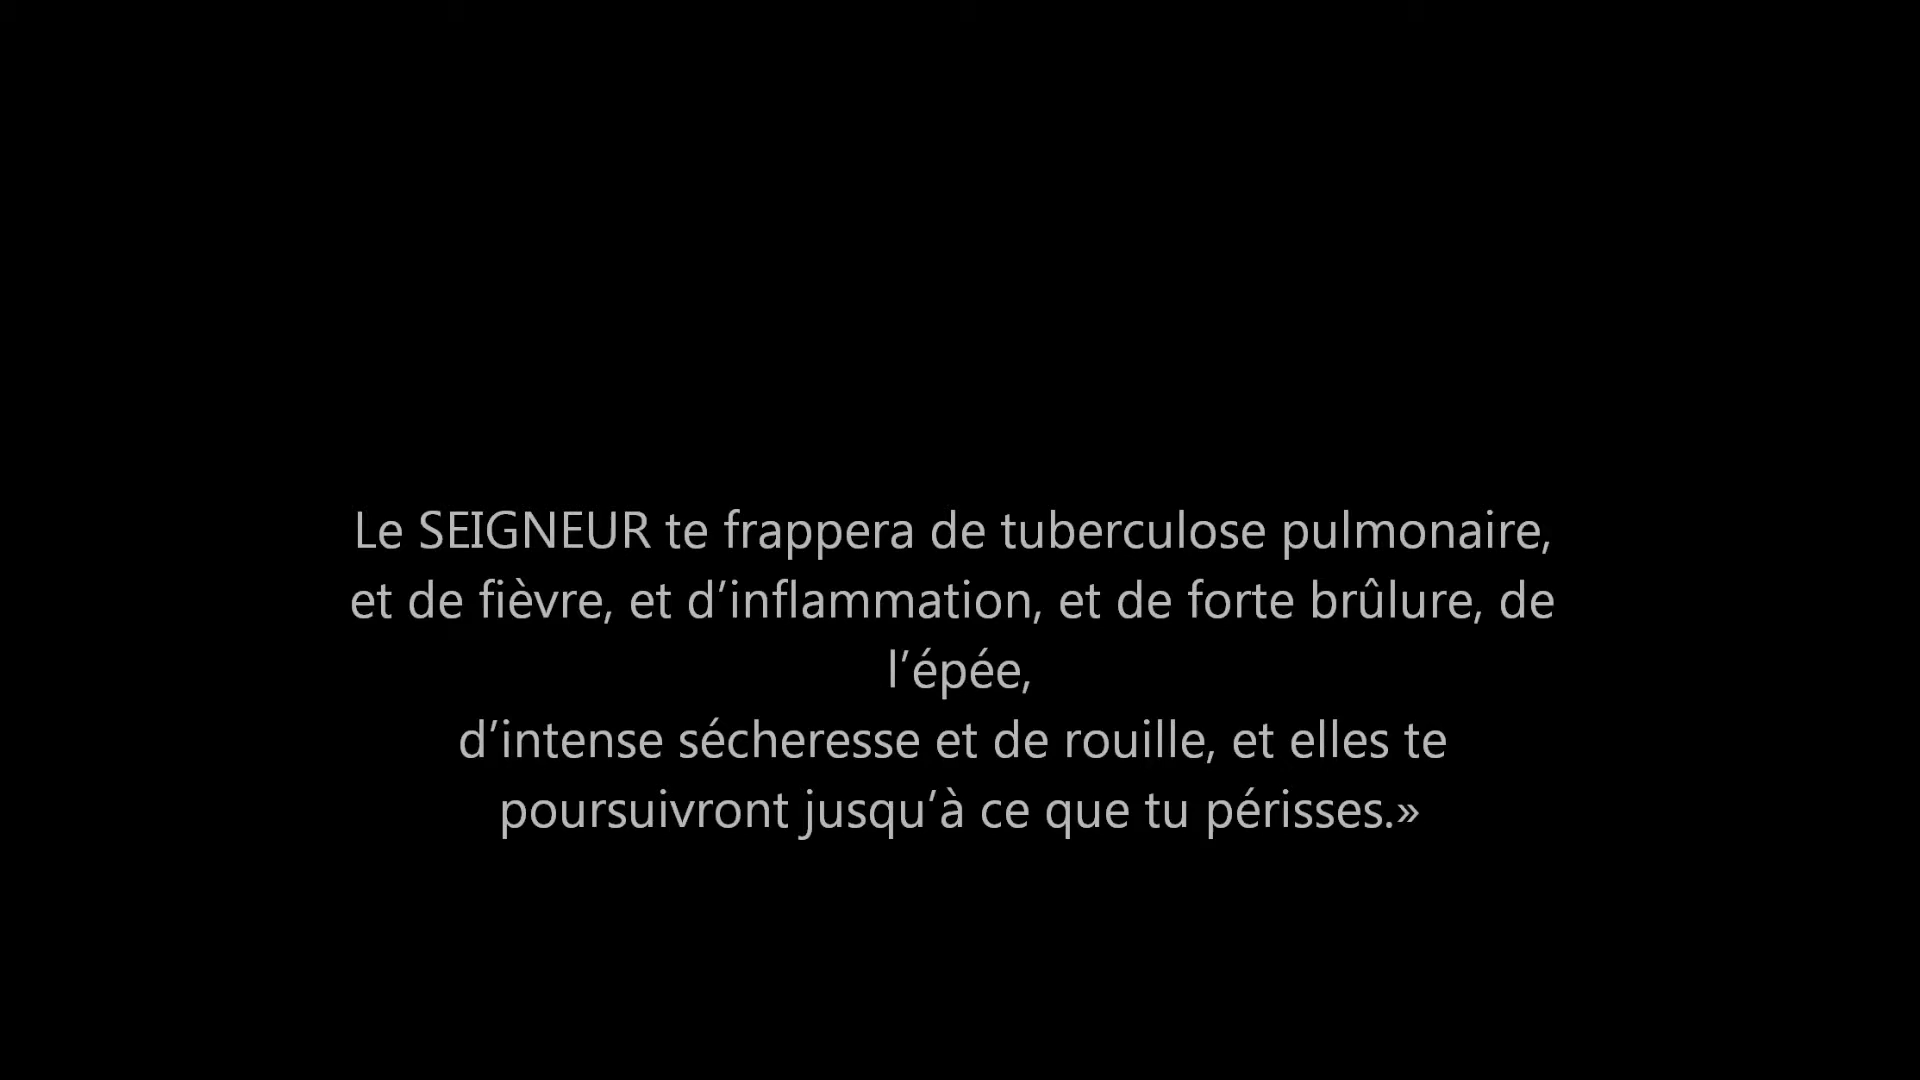 Le SEIGNEUR te frappera de tuberculose pulmonaire,
et de fièvre, et d’inflammation, et de forte brûlure, de
l’épée,
d’intense sécheresse et de rouille, et elles te
poursuivront jusqu’à ce que tu périsses.»